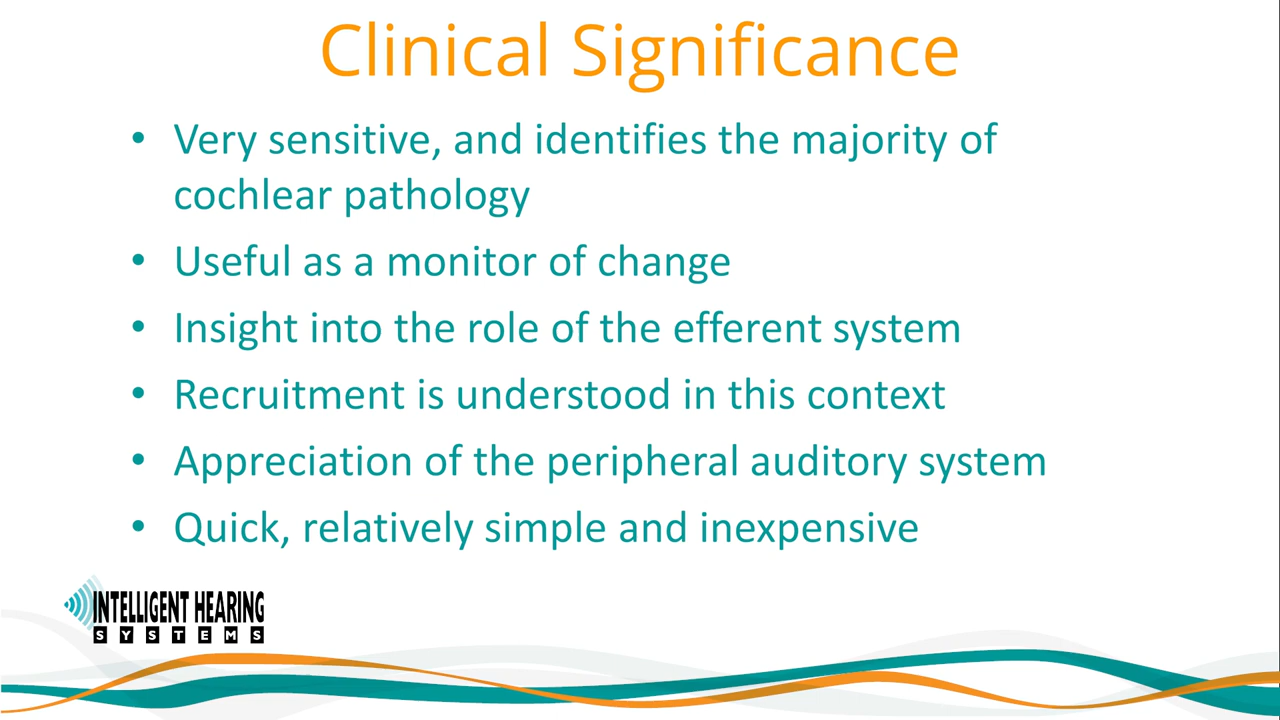 Clinical Significance
• Very sensitive, and identifies the majority of
cochlear pathology
• Useful as a monitor of change
• Insight into the role of the efferent system
• Recruitment is understood in this context
• Appreciation of the peripheral auditory system
• Quick, relatively simple and inexpensive
INTELLIGENT HEARING
SYSTEMS